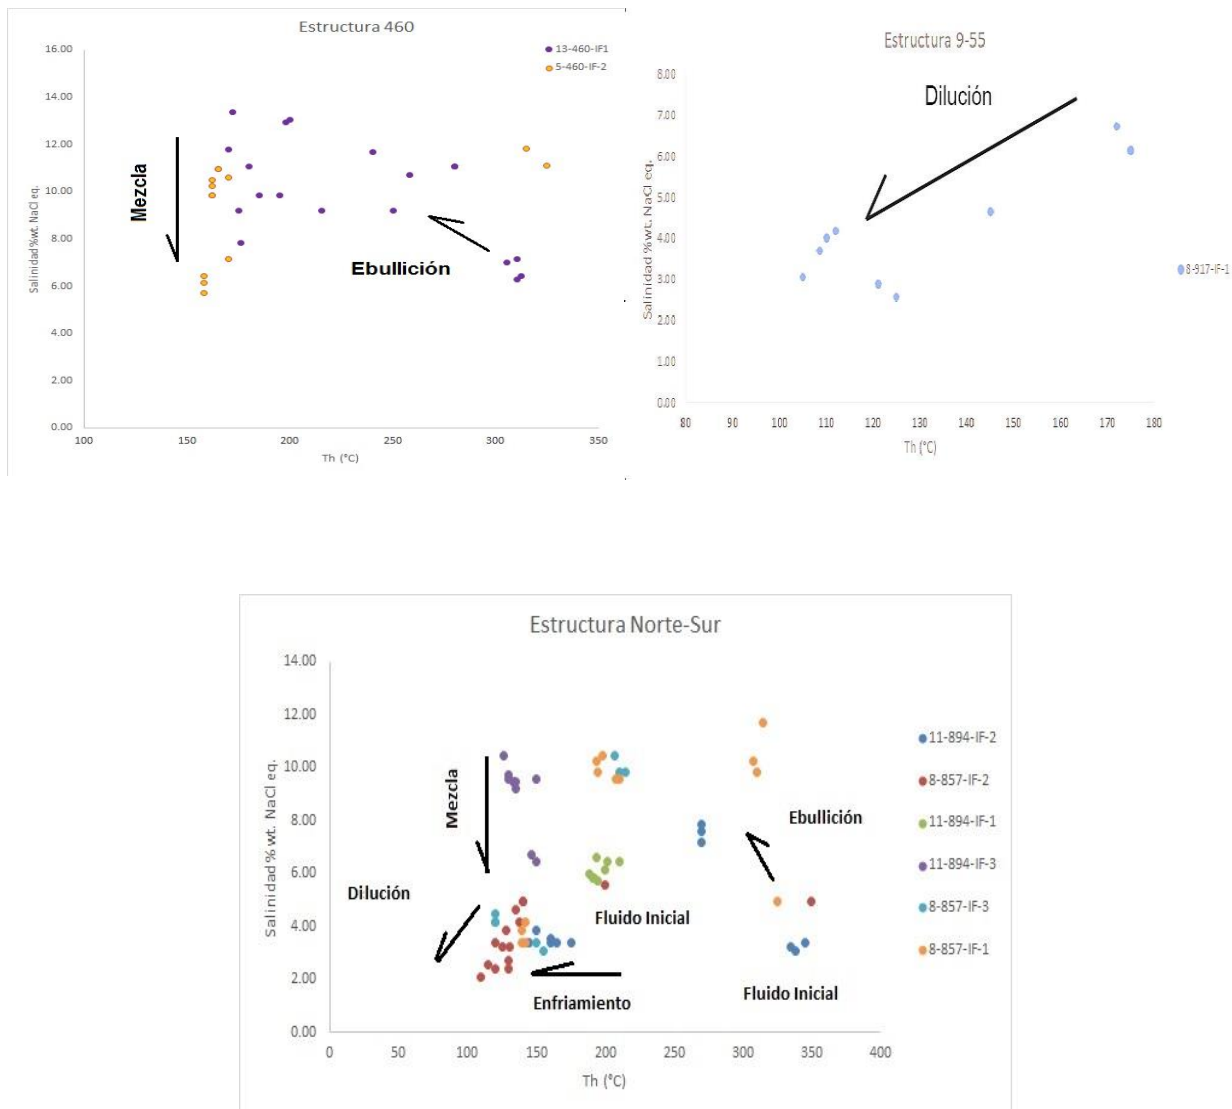 Estructura 460
16.00
14.00
12.00
10.00
8.00
6.00
4.00
2.00
0.00
Salinidad %wt. NaCl eq.
100 150 200 250 300 350
Th (°C)
13-460-IF1
5-460-IF-2
Mezcla
Ebullición
Estructura 9-55
8.00
7.00
6.00
5.00
4.00
3.00
2.00
1.00
0.00
Salinidad %wt. NaCl eq.
80 90 100 110 120 130 140 150 160 170 180
Th (°C)
Dilución
8-917-IF-1
Estructura Norte-Sur
14.00
12.00
10.00
8.00
6.00
4.00
2.00
0.00
Salinidad % wt. NaCl eq.
0 50 100 150 200 250 300 350 400
Th (°C)
Mezcla
Dilución
Ebullición
Fluido Inicial
Enfriamiento
Fluido Inicial
11-894-IF-2
8-857-IF-2
11-894-IF-1
11-894-IF-3
8-857-IF-3
8-857-IF-1